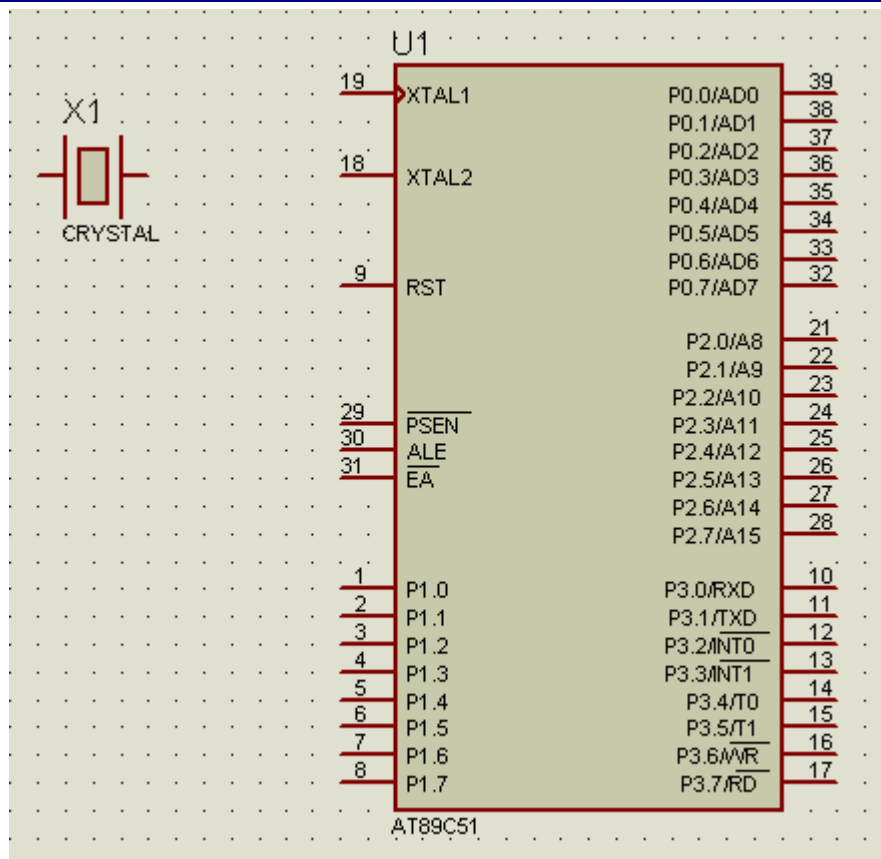 U1
X1
CRYSTAL
19 XTAL1
18 XTAL2
9 RST
29 PSEN
30 ALE
31 EA
1 P1.0
2 P1.1
3 P1.2
4 P1.3
5 P1.4
6 P1.5
7 P1.6
8 P1.7
P0.0/AD0 39
P0.1/AD1 38
P0.2/AD2 37
P0.3/AD3 36
P0.4/AD4 35
P0.5/AD5 34
P0.6/AD6 33
P0.7/AD7 32
P2.0/A8 21
P2.1/A9 22
P2.2/A10 23
P2.3/A11 24
P2.4/A12 25
P2.5/A13 26
P2.6/A14 27
P2.7/A15 28
P3.0/RXD 10
P3.1/TXD 11
P3.2/INT0 12
P3.3/INT1 13
P3.4/T0 14
P3.5/T1 15
P3.6/WR 16
P3.7/RD 17
AT89C51